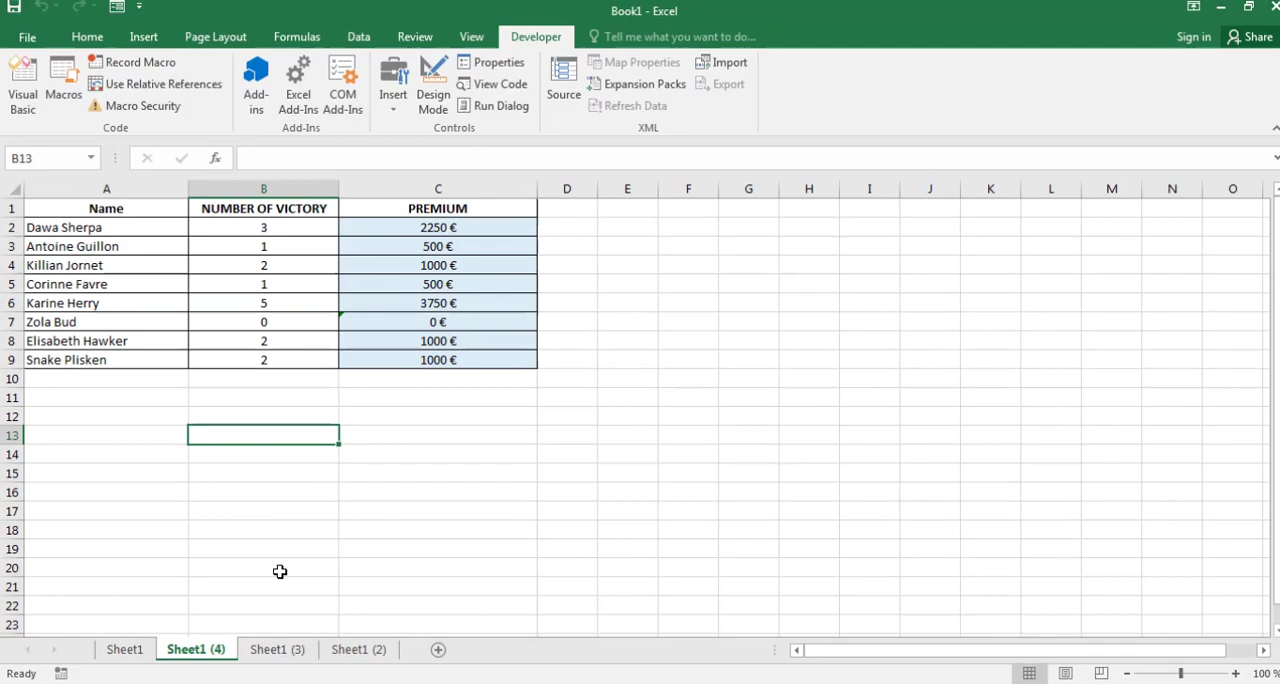 Book1 - Excel
File Home Insert Page Layout Formulas Data Review View Developer Tell me what you want to do... Sign in Share
Visual Basic
Macros
Record Macro
Use Relative References
Macro Security
Code
Add-ins
Excel Add-Ins
COM Add-Ins
Add-Ins
Insert
Design Mode
Properties
View Code
Run Dialog
Controls
Source
Map Properties
Expansion Packs
Refresh Data
Import
Export
XML
B13 fx
A B C D E F G H I J K L M N O
1 Name NUMBER OF VICTORY PREMIUM
2 Dawa Sherpa 3 2250 €
3 Antoine Guillon 1 500 €
4 Killian Jornet 2 1000 €
5 Corinne Favre 1 500 €
6 Karine Herry 5 3750 €
7 Zola Bud 0 0 €
8 Elisabeth Hawker 2 1000 €
9 Snake Plisken 2 1000 €
10
11
12
13
14
15
16
17
18
19
20
21
22
23
Sheet1 Sheet1 (4) Sheet1 (3) Sheet1 (2)
Ready 100 %